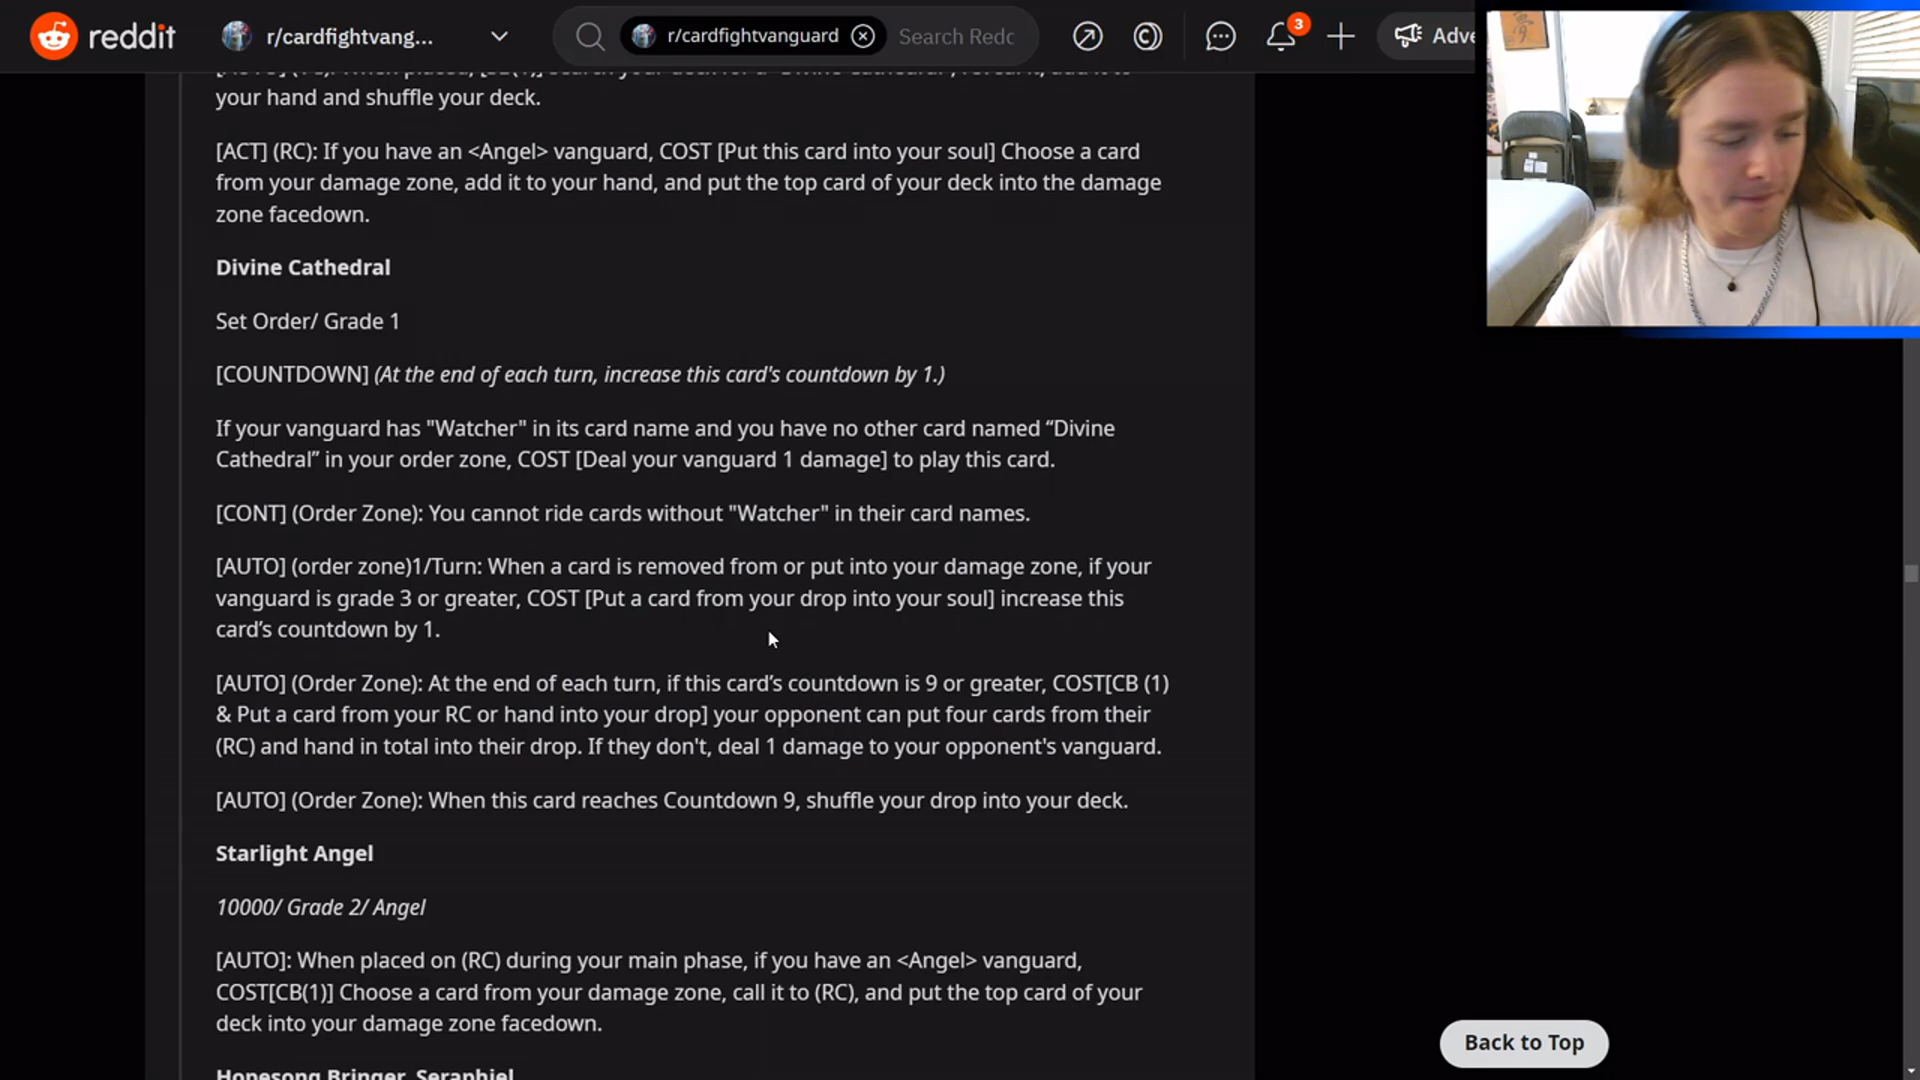 reddit
r/cardfightvang...
r/cardfightvanguard
Search Redc
3
Adve
your hand and shuffle your deck.
[ACT] (RC): If you have an <Angel> vanguard, COST [Put this card into your soul] Choose a card
from your damage zone, add it to your hand, and put the top card of your deck into the damage
zone facedown.
Divine Cathedral
Set Order/ Grade 1
[COUNTDOWN] (At the end of each turn, increase this card's countdown by 1.)
If your vanguard has "Watcher" in its card name and you have no other card named “Divine
Cathedral” in your order zone, COST [Deal your vanguard 1 damage] to play this card.
[CONT] (Order Zone): You cannot ride cards without "Watcher" in their card names.
[AUTO] (order zone)1/Turn: When a card is removed from or put into your damage zone, if your
vanguard is grade 3 or greater, COST [Put a card from your drop into your soul] increase this
card’s countdown by 1.
[AUTO] (Order Zone): At the end of each turn, if this card’s countdown is 9 or greater, COST[CB (1)
& Put a card from your RC or hand into your drop] your opponent can put four cards from their
(RC) and hand in total into their drop. If they don't, deal 1 damage to your opponent's vanguard.
[AUTO] (Order Zone): When this card reaches Countdown 9, shuffle your drop into your deck.
Starlight Angel
10000/ Grade 2/ Angel
[AUTO]: When placed on (RC) during your main phase, if you have an <Angel> vanguard,
COST[CB(1)] Choose a card from your damage zone, call it to (RC), and put the top card of your
deck into your damage zone facedown.
Hopesong Bringer, Seraphiel
Back to Top